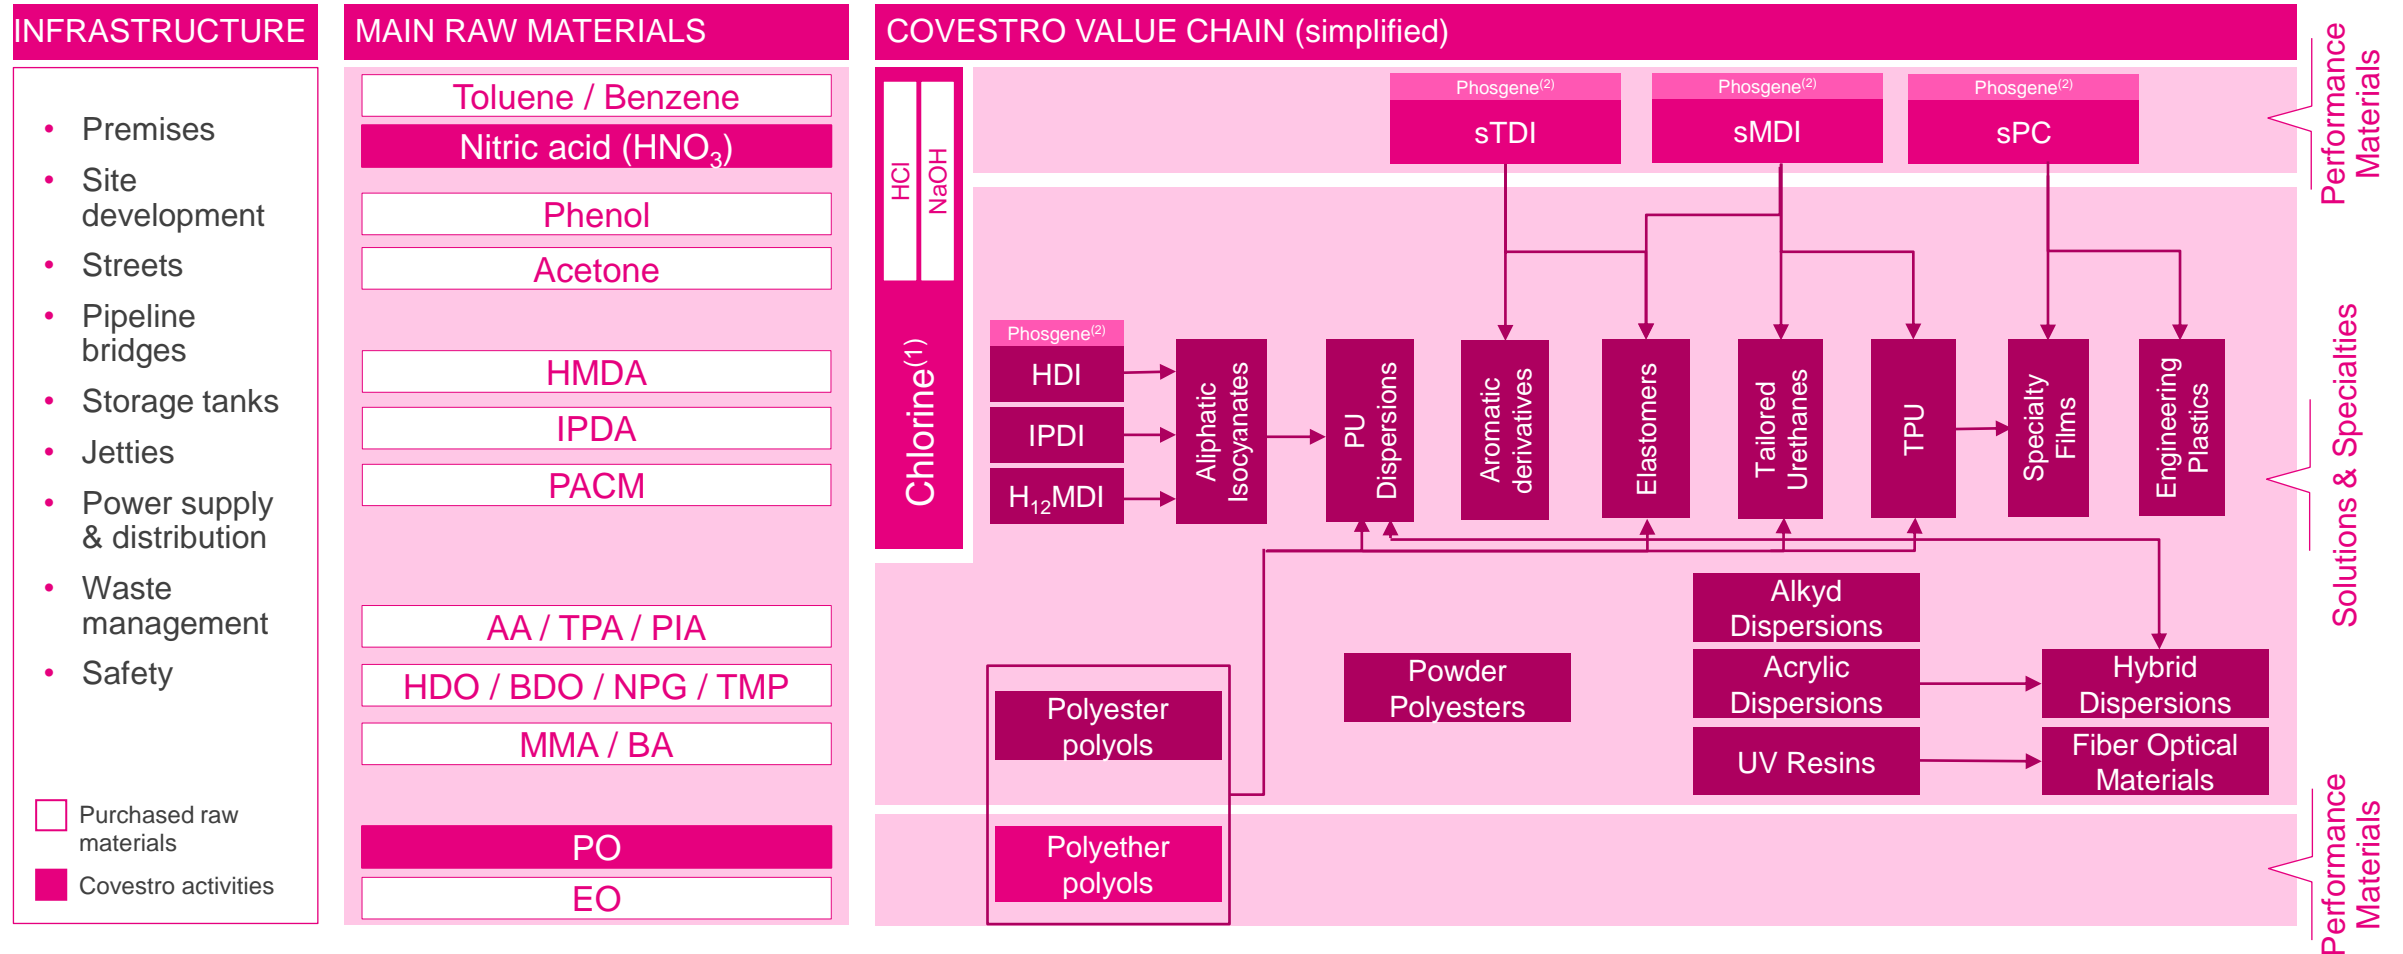 INFRASTRUCTURE
• Premises
• Site
development
• Streets
• Pipeline
bridges
• Storage tanks
• Jetties
• Power supply
& distribution
• Waste
management
• Safety
Purchased raw
materials
Covestro activities
MAIN RAW MATERIALS
Toluene / Benzene
Nitric acid (HNO₃)
Phenol
Acetone
HMDA
IPDA
PACM
AA / TPA / PIA
HDO / BDO / NPG / TMP
MMA / BA
PO
EO
COVESTRO VALUE CHAIN (simplified)
HCl
NaOH
Chlorine⁽¹⁾
Phosgene⁽²⁾
sTDI
Phosgene⁽²⁾
sMDI
Phosgene⁽²⁾
sPC
Phosgene⁽²⁾
HDI
IPDI
H₁₂MDI
Aliphatic
Isocyanates
PU
Dispersions
Aromatic
derivatives
Elastomers
Tailored
Urethanes
TPU
Specialty
Films
Engineering
Plastics
Alkyd
Dispersions
Acrylic
Dispersions
UV Resins
Hybrid
Dispersions
Fiber Optical
Materials
Powder
Polyesters
Polyester
polyols
Polyether
polyols
Performance
Materials
Solutions & Specialties
Performance
Materials